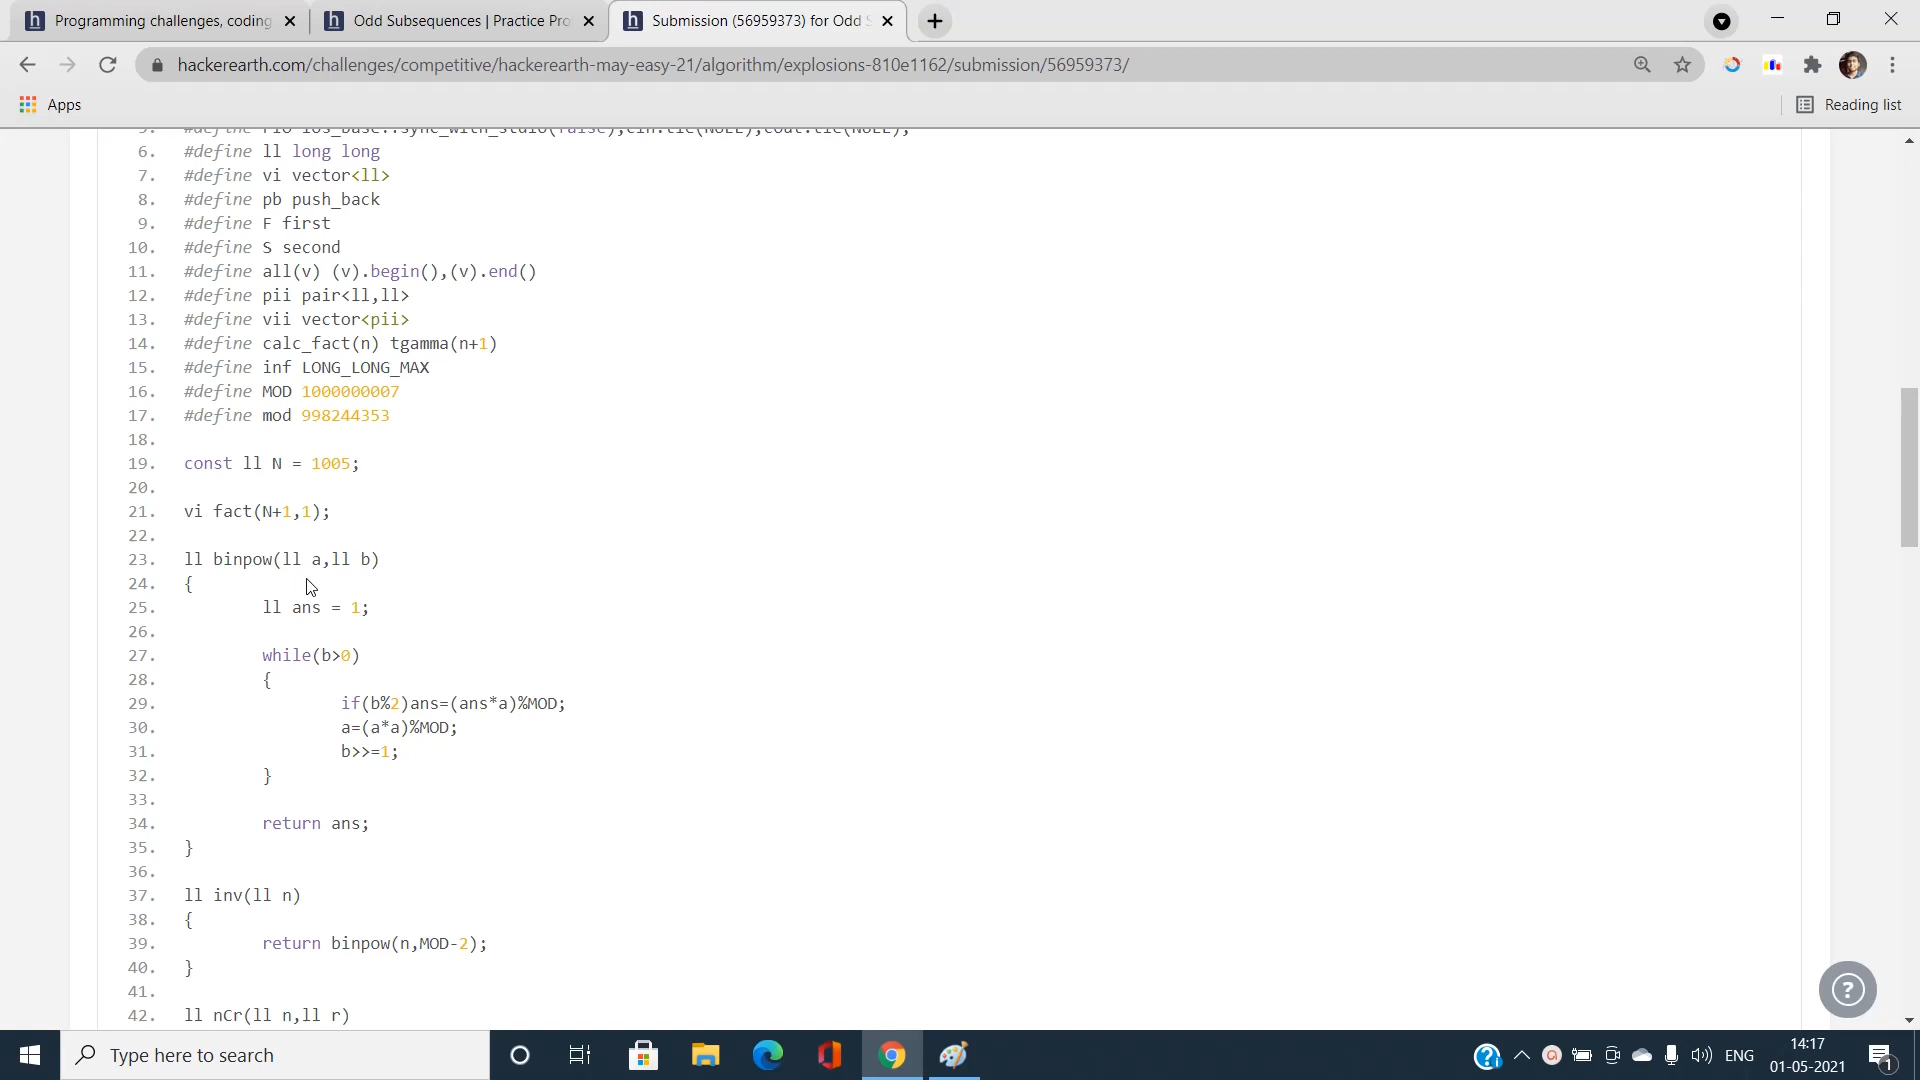 Programming challenges, coding
Odd Subsequences | Practice Pro
Submission (56959373) for Odd S
hackerearth.com/challenges/competitive/hackerearth-may-easy-21/algorithm/explosions-810e1162/submission/56959373/
Apps
Reading list
6. #define ll long long
7. #define vi vector<ll>
8. #define pb push_back
9. #define F first
10. #define S second
11. #define all(v) (v).begin(),(v).end()
12. #define pii pair<ll,ll>
13. #define vii vector<pii>
14. #define calc_fact(n) tgamma(n+1)
15. #define inf LONG_LONG_MAX
16. #define MOD 1000000007
17. #define mod 998244353
18.
19. const ll N = 1005;
20.
21. vi fact(N+1,1);
22.
23. ll binpow(ll a,ll b)
24. {
25. ll ans = 1;
26.
27. while(b>0)
28. {
29. if(b%2)ans=(ans*a)%MOD;
30. a=(a*a)%MOD;
31. b>>=1;
32. }
33.
34. return ans;
35. }
36.
37. ll inv(ll n)
38. {
39. return binpow(n,MOD-2);
40. }
41.
42. ll nCr(ll n,ll r)
?
Type here to search
ENG
14:17
01-05-2021
1